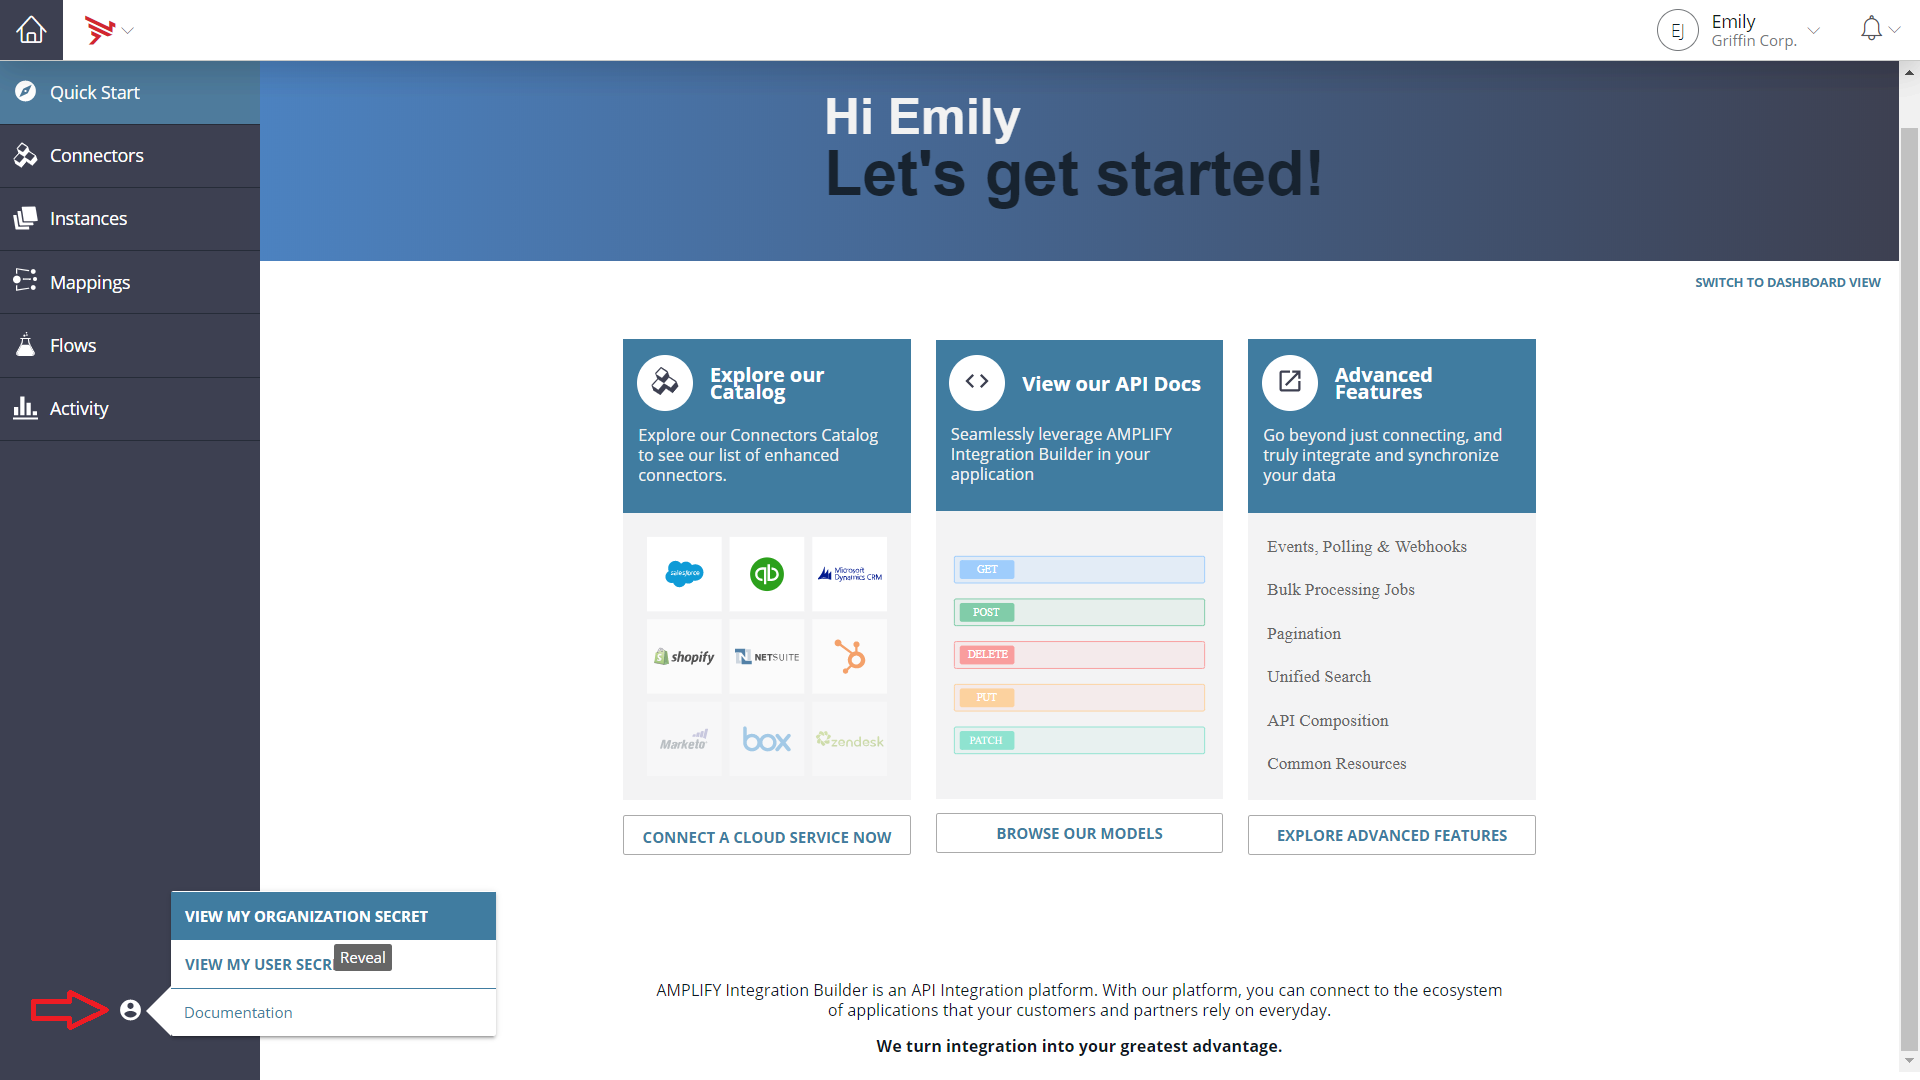 EJ
Emily
Griffin Corp.
Quick Start
Connectors
Instances
Mappings
Flows
Activity
Hi Emily
Let's get started!
SWITCH TO DASHBOARD VIEW
Explore our
Catalog
Explore our Connectors Catalog
to see our list of enhanced
connectors.
salesforce
qb
Microsoft
Dynamics CRM
shopify
N NETSUITE
Marketo
box
zendesk
CONNECT A CLOUD SERVICE NOW
View our API Docs
Seamlessly leverage AMPLIFY
Integration Builder in your
application
GET
POST
DELETE
PUT
PATCH
BROWSE OUR MODELS
Advanced
Features
Go beyond just connecting, and
truly integrate and synchronize
your data
Events, Polling & Webhooks
Bulk Processing Jobs
Pagination
Unified Search
API Composition
Common Resources
EXPLORE ADVANCED FEATURES
VIEW MY ORGANIZATION SECRET
VIEW MY USER SECR
Reveal
Documentation
AMPLIFY Integration Builder is an API Integration platform. With our platform, you can connect to the ecosystem
of applications that your customers and partners rely on everyday.
We turn integration into your greatest advantage.